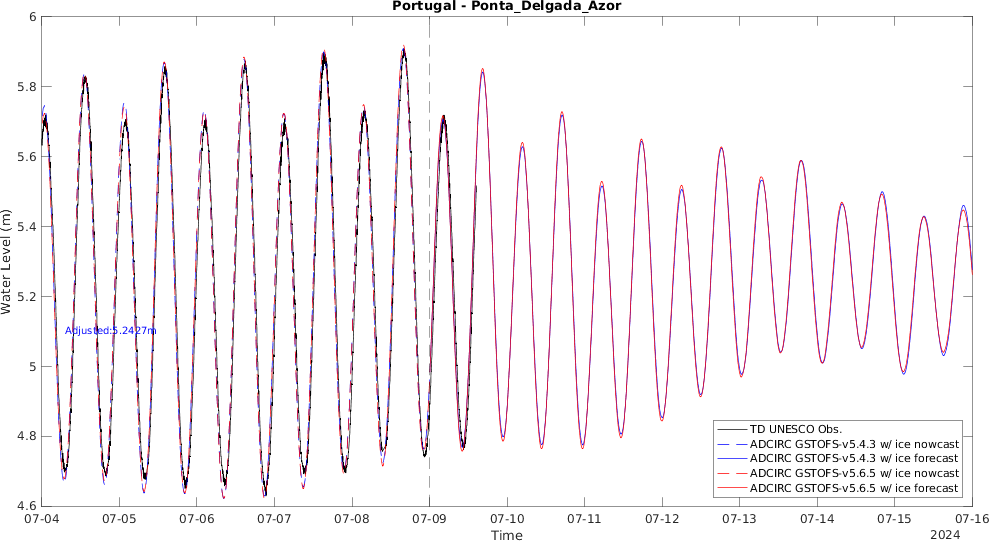 Portugal - Ponta_Delgada_Azor
6
5.8
5.6
5.4
5.2
5
4.8
4.6
Water Level (m)
Adjusted:5.2427m
TD UNESCO Obs.
ADCIRC GSTOFS-v5.4.3 w/ ice nowcast
ADCIRC GSTOFS-v5.4.3 w/ ice forecast
ADCIRC GSTOFS-v5.6.5 w/ ice nowcast
ADCIRC GSTOFS-v5.6.5 w/ ice forecast
07-04 07-05 07-06 07-07 07-08 07-09 07-10 07-11 07-12 07-13 07-14 07-15 07-16
Time
2024